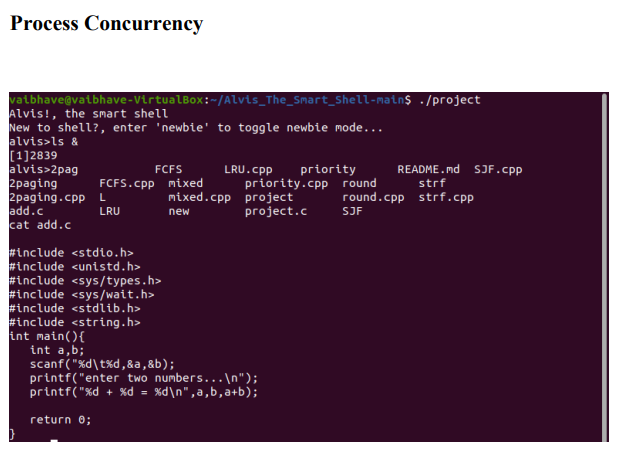 Process Concurrency
vaibhave@vaibhave-VirtualBox:~/Alvis_The_Smart_Shell-main$ ./project
Alvis!, the smart shell
New to shell?, enter 'newbie' to toggle newbie mode...
alvis>ls &
[1]2839
alvis>2pag FCFS LRU.cpp priority README.md SJF.cpp
2paging FCFS.cpp mixed priority.cpp round strf
2paging.cpp L mixed.cpp project round.cpp strf.cpp
add.c LRU new project.c SJF
cat add.c
#include <stdio.h>
#include <unistd.h>
#include <sys/types.h>
#include <sys/wait.h>
#include <stdlib.h>
#include <string.h>
int main(){
int a,b;
scanf("%d\t%d,&a,&b);
printf("enter two numbers...\n");
printf("%d + %d = %d\n",a,b,a+b);
return 0;
}